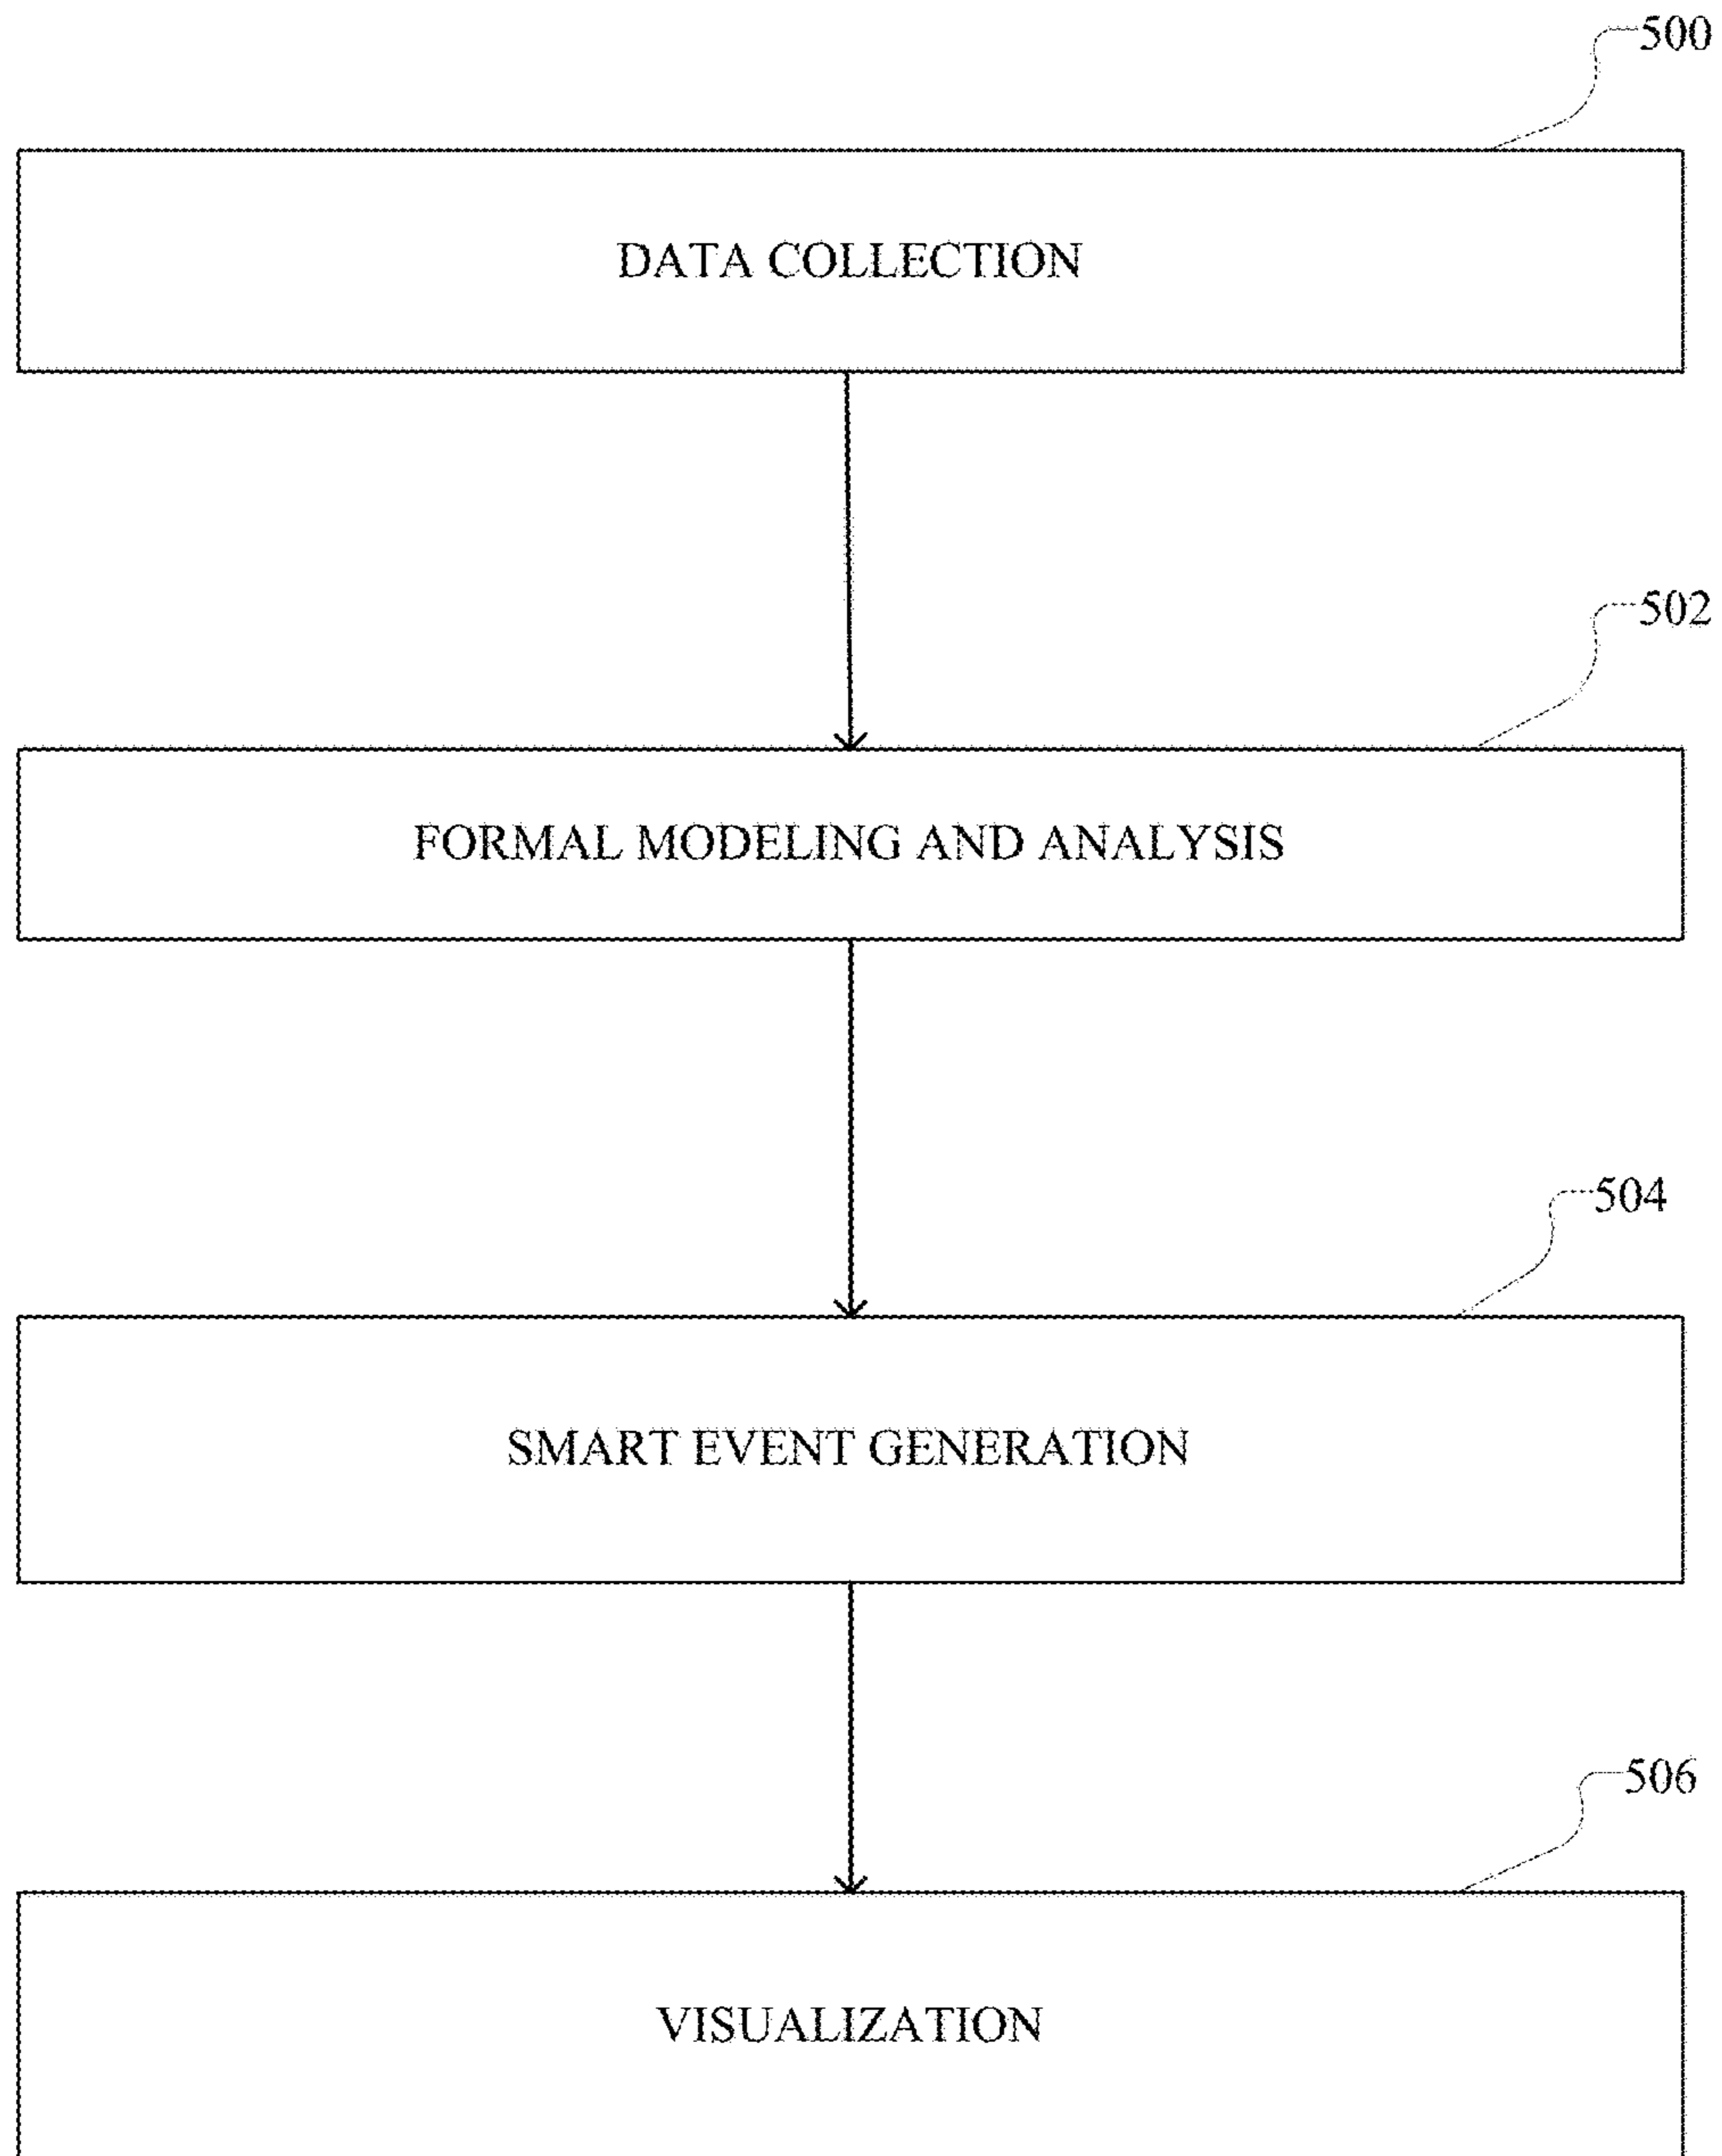 500
DATA COLLECTION
502
FORMAL MODELING AND ANALYSIS
504
SMART EVENT GENERATION
506
VISUALIZATION